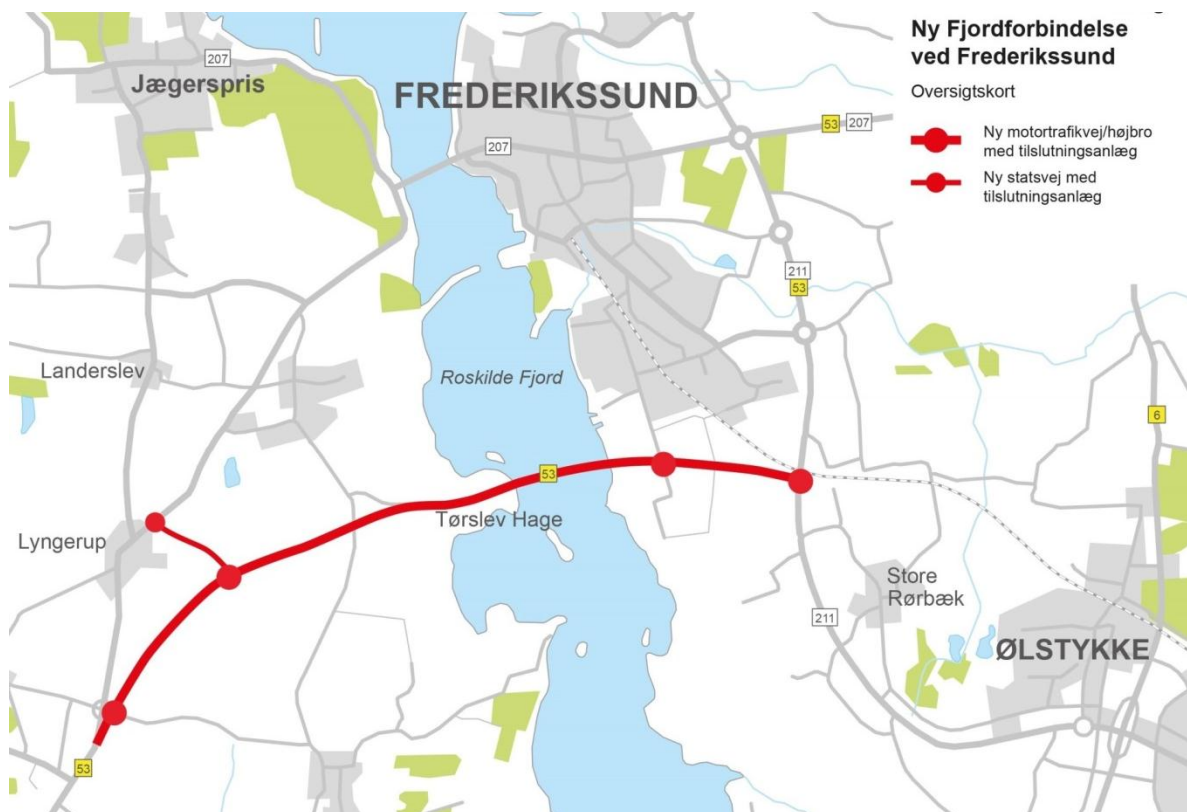 Ny Fjordforbindelse
ved Frederikssund
Oversigtskort
Ny motortrafikvej/højbro
med tilslutningsanlæg
Ny statsvej med
tilslutningsanlæg
207
Jægerspris
FREDERIKSSUND
207
53
207
211
53
Landerslev
Roskilde Fjord
6
53
Tørslev Hage
Lyngerup
Store
Rørbæk
211
ØLSTYKKE
53